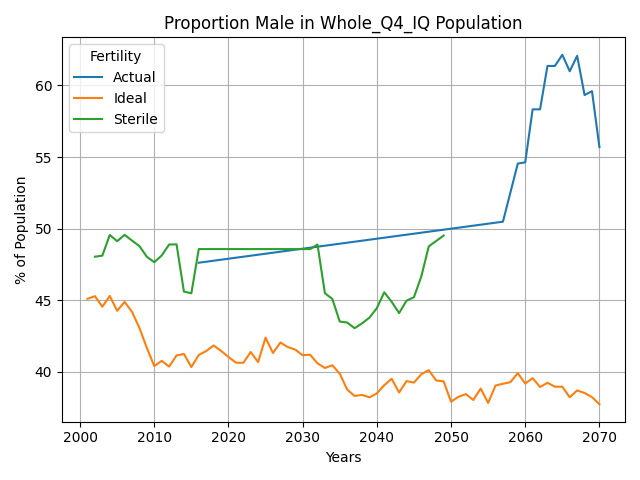 Proportion Male in Whole_Q4_IQ Population
Fertility
Actual
Ideal
Sterile
% of Population
60
55
50
45
40
2000 2010 2020 2030 2040 2050 2060 2070
Years